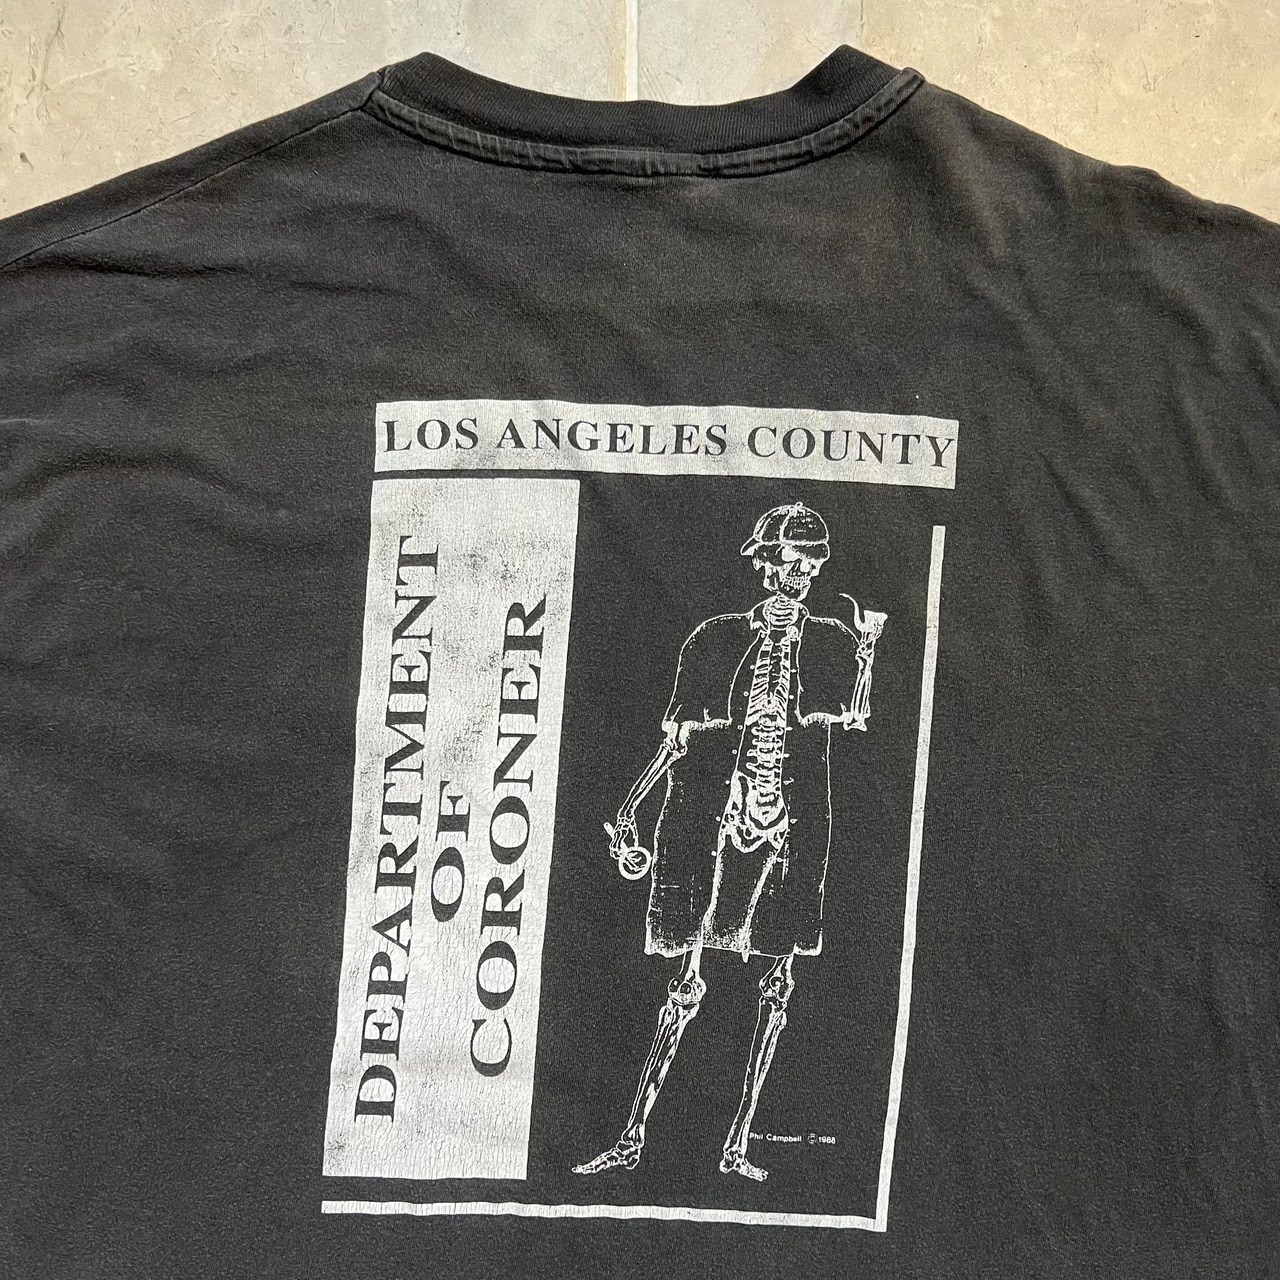 LOS ANGELES COUNTY
DEPARTMENT
OF
CORONER
Phil Campbell © 1988